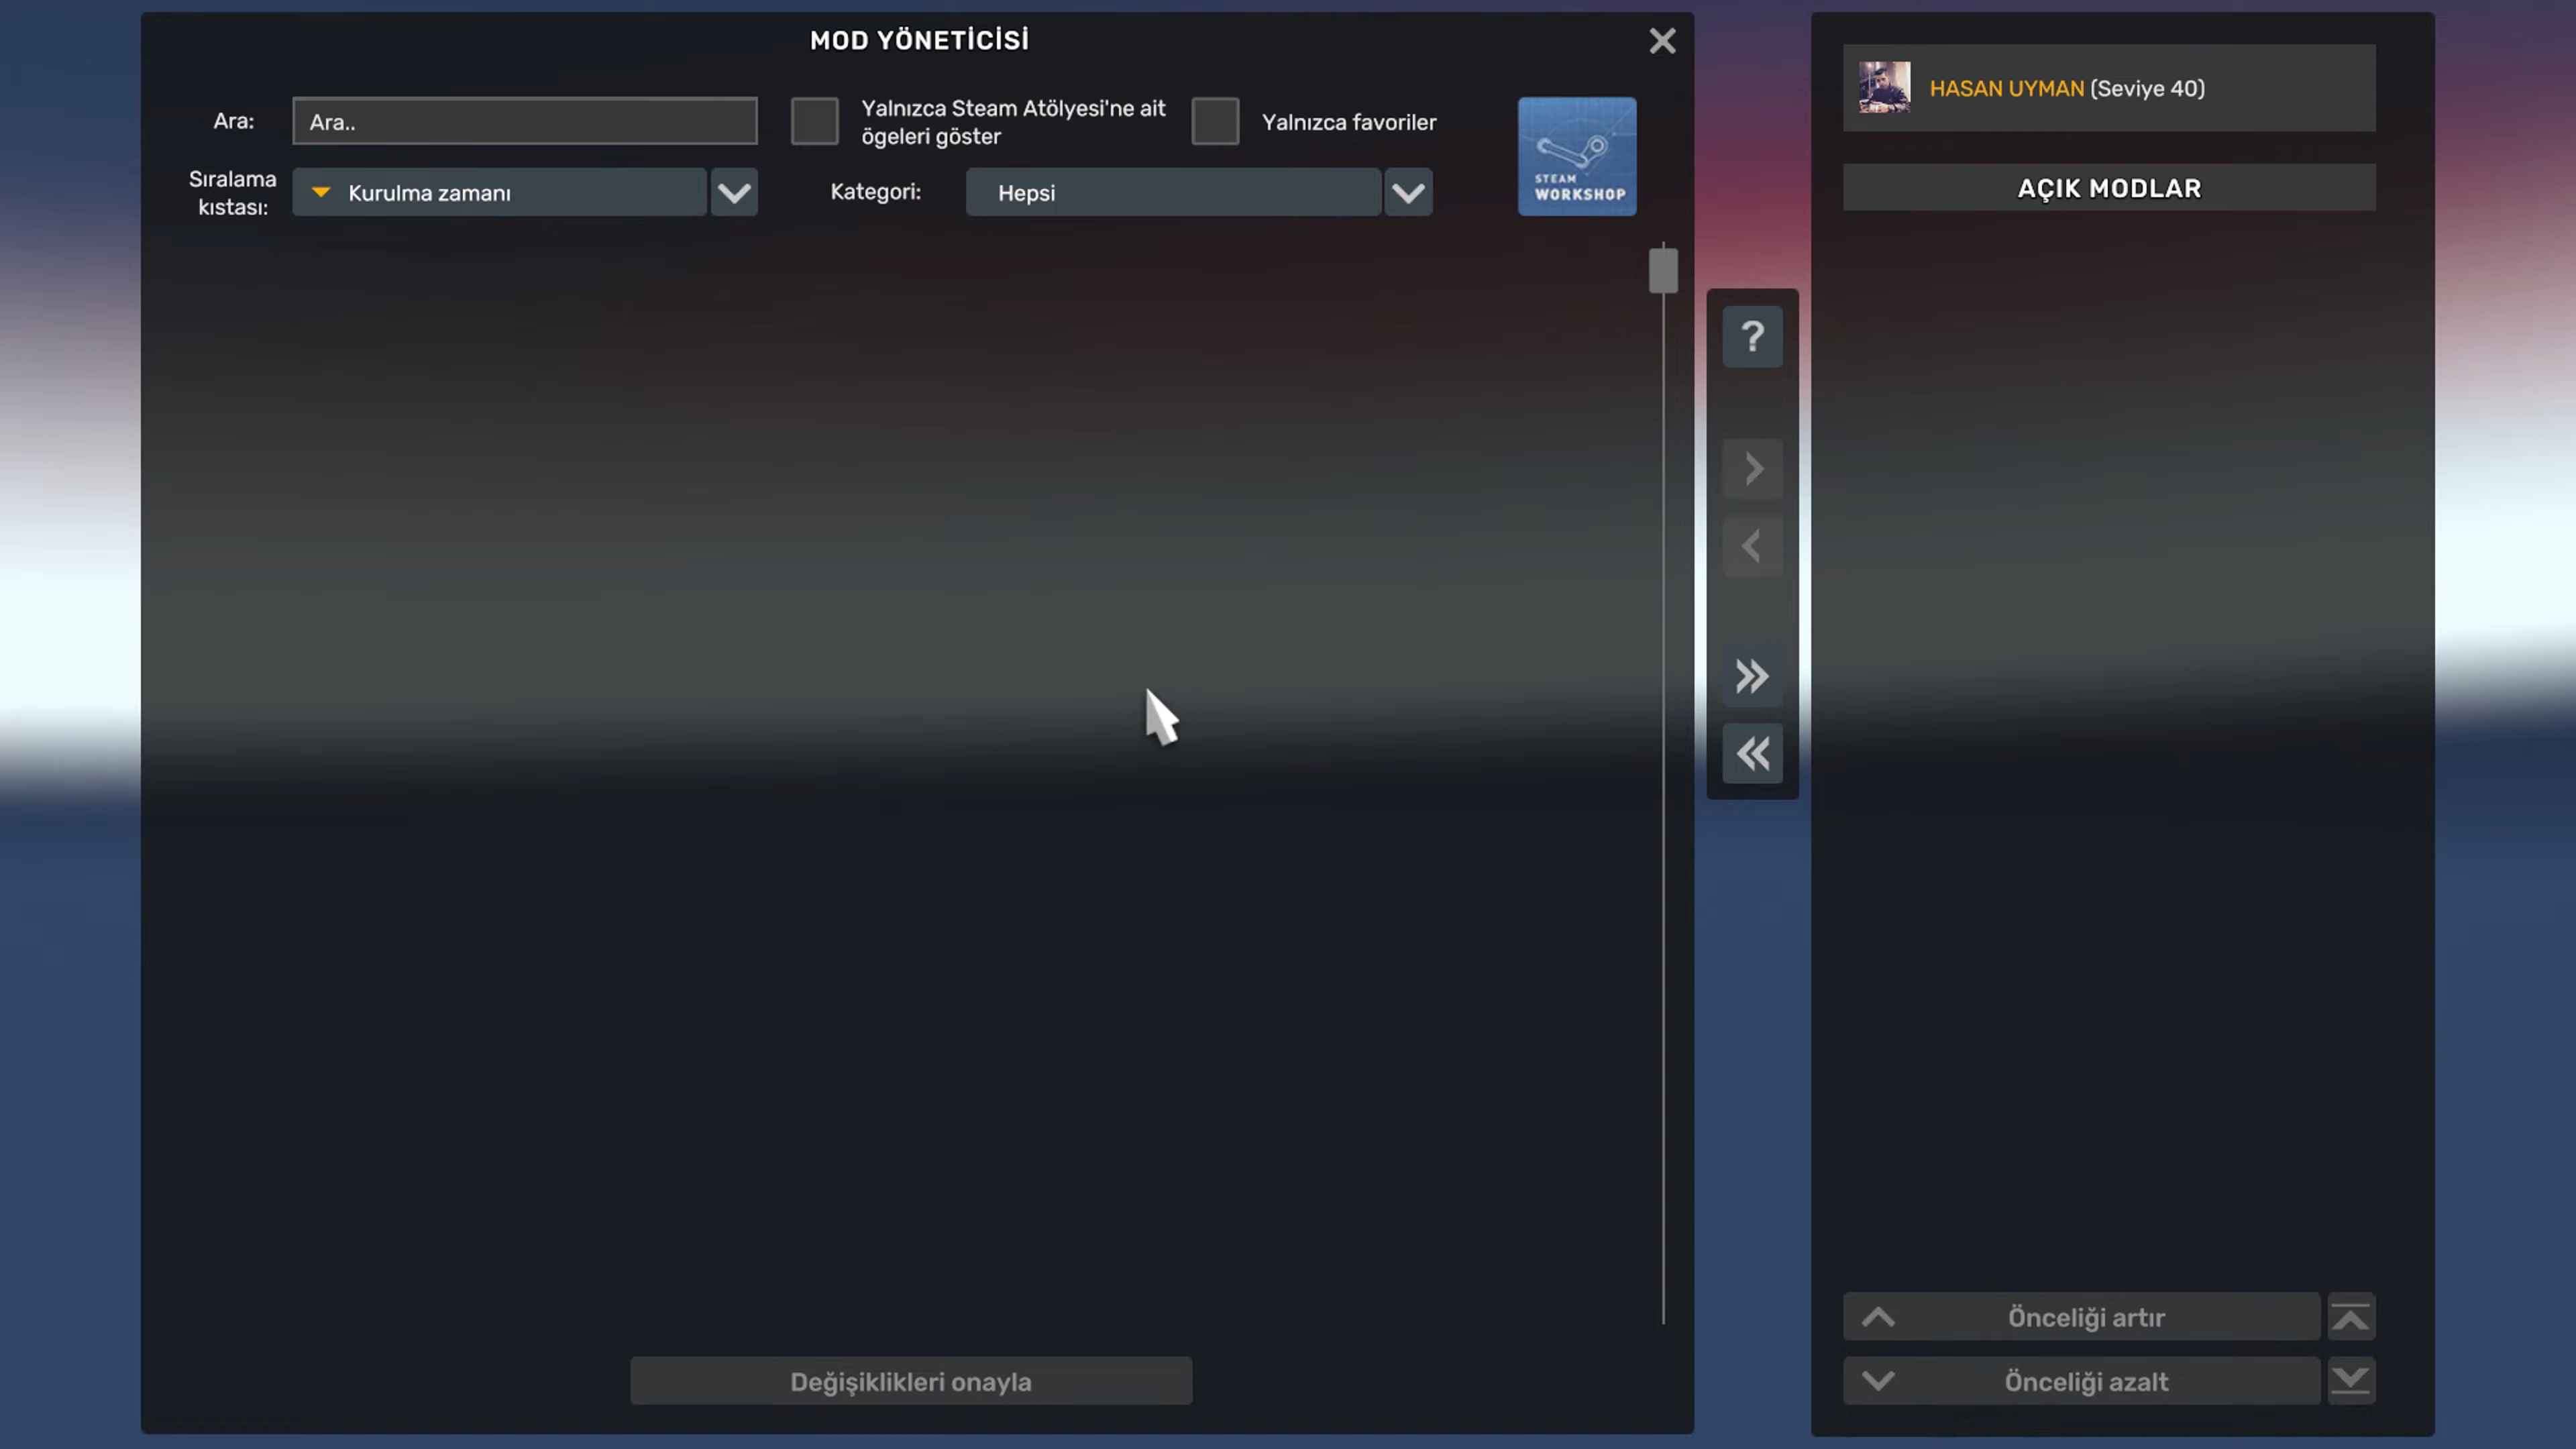 MOD YÖNETİCİSİ
Ara:
Ara..
Yalnızca Steam Atölyesi'ne ait
ögeleri göster
Yalnızca favoriler
Sıralama
kıstası:
Kurulma zamanı
Kategori:
Hepsi
STEAM
WORKSHOP
?
Değişiklikleri onayla
HASAN UYMAN (Seviye 40)
AÇIK MODLAR
Önceliği artır
Önceliği azalt